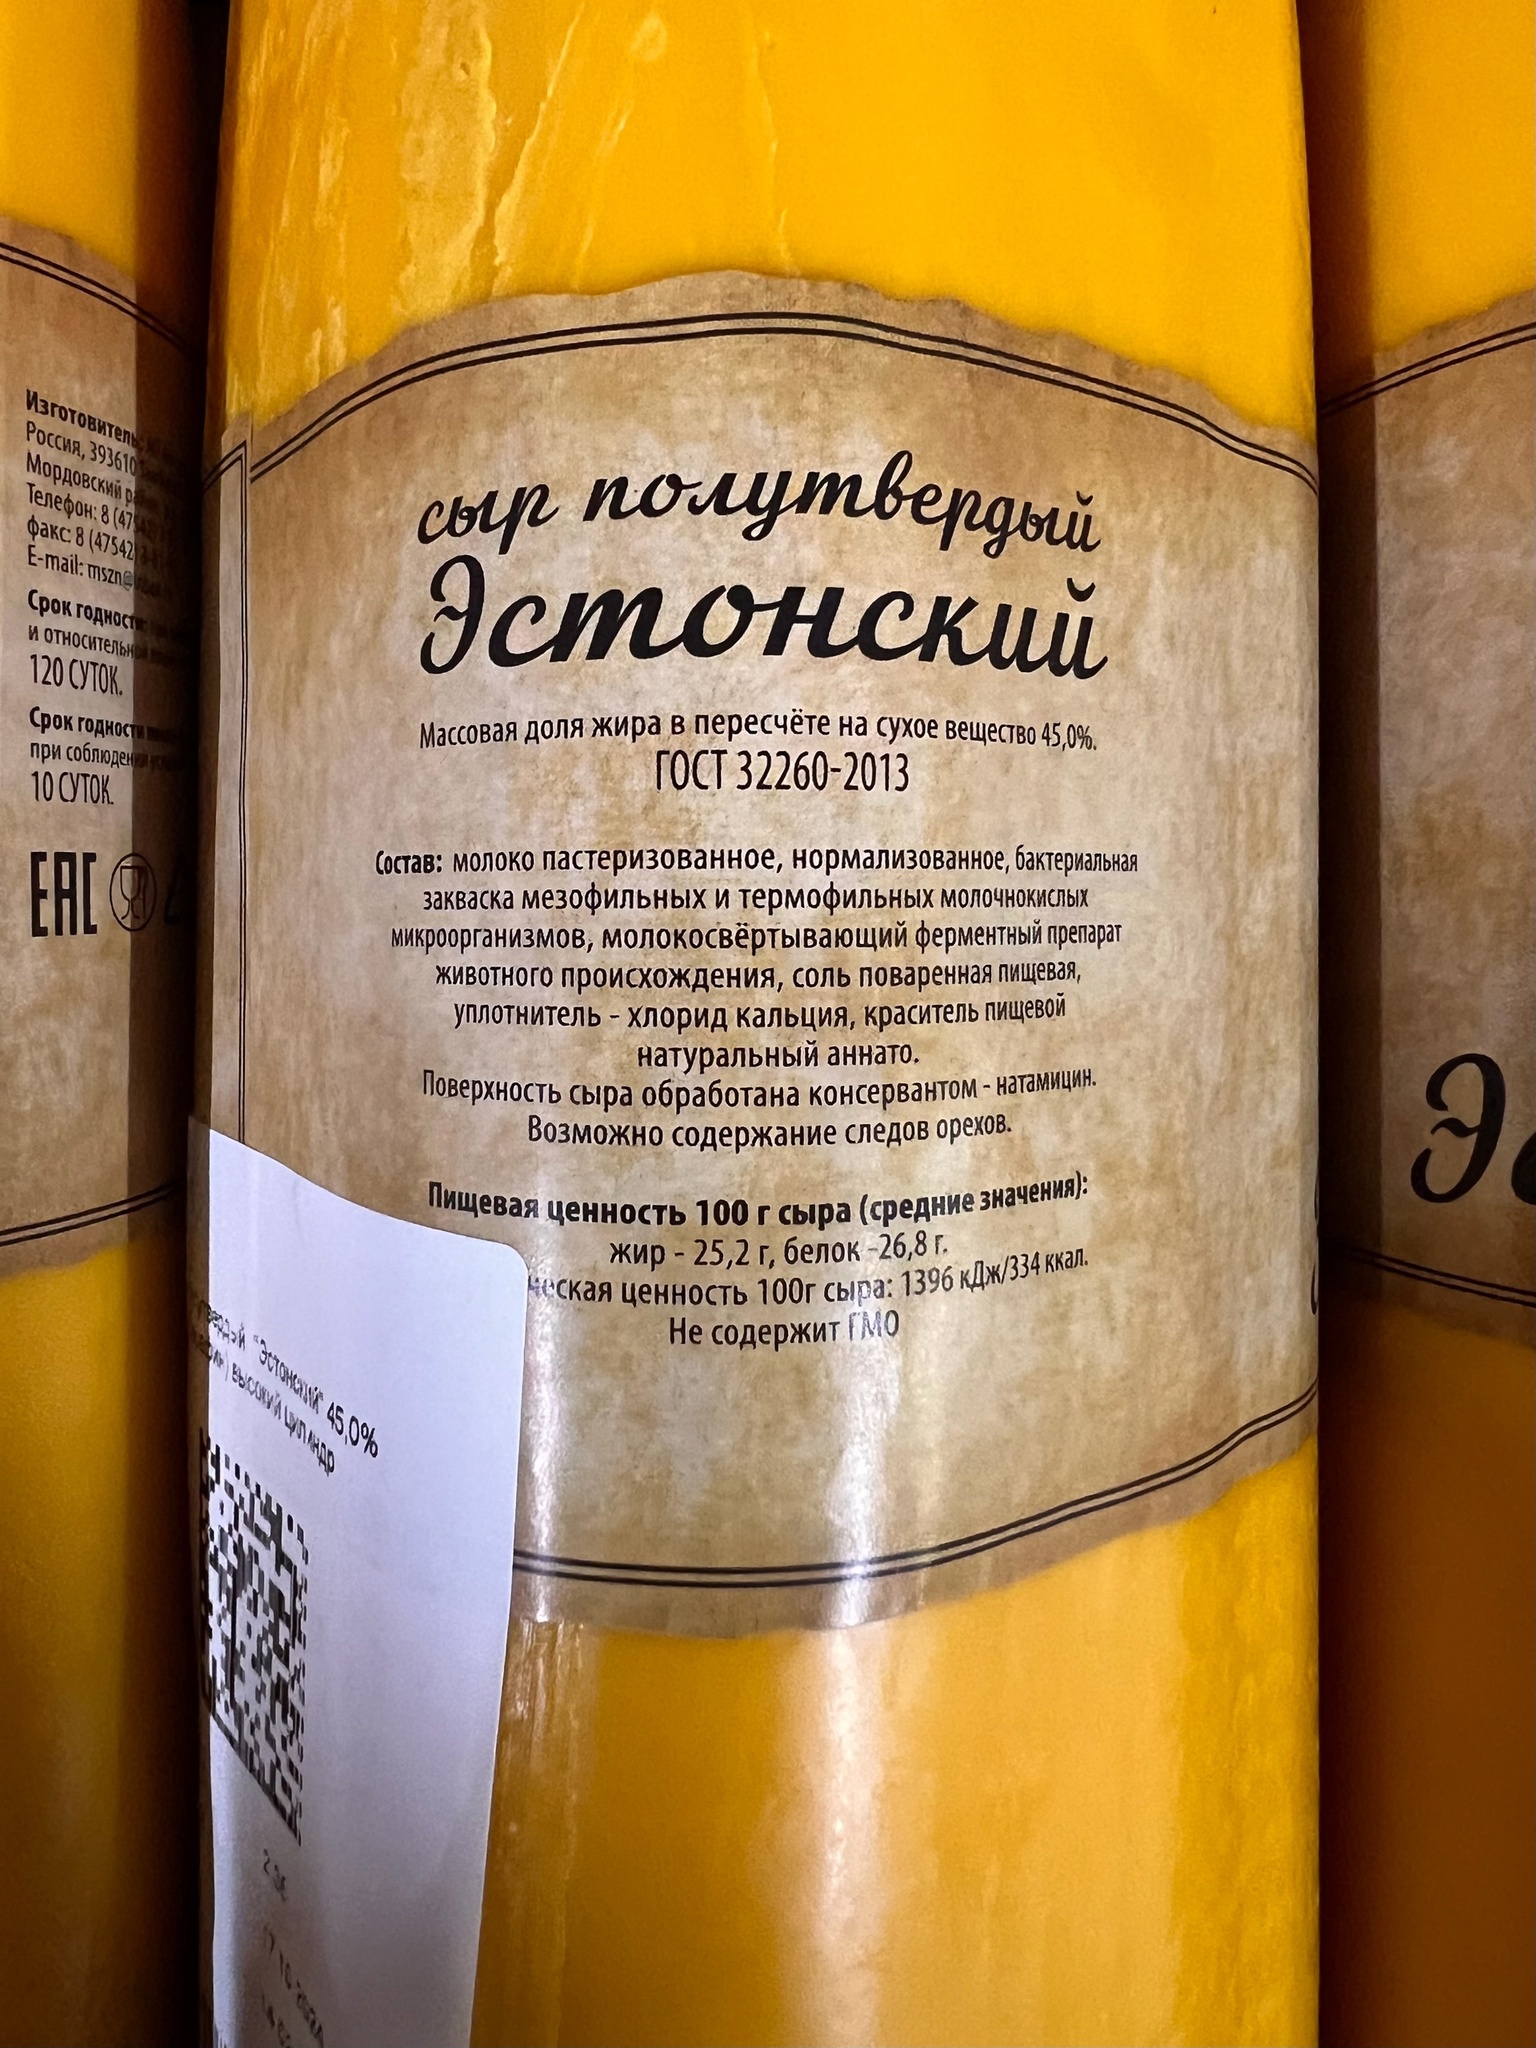 Изготовитель:
Россия, 393610
Мордовский
Телефон: 8 (47
факс: 8 (47542)
E-mail: mszn@
Срок годности:
и относительн
120 СУТОК.
Срок годности
при соблюден
10 СУТОК.
EAC
сыр полутвердый
Эстонский
Массовая доля жира в пересчёте на сухое вещество 45,0%.
ГОСТ 32260-2013
Состав: молоко пастеризованное, нормализованное, бактериальная
закваска мезофильных и термофильных молочнокислых
микроорганизмов, молокосвёртывающий ферментный препарат
животного происхождения, соль поваренная пищевая,
уплотнитель - хлорид кальция, краситель пищевой
натуральный аннато.
Поверхность сыра обработана консервантом - натамицин.
Возможно содержание следов орехов.
Пищевая ценность 100 г сыра (средние значения):
жир - 25,2 г, белок -26,8 г.
ческая ценность 100г сыра: 1396 кДж/334 ккал.
Не содержит ГМО
"Эстонский" 45,0%
высокий цилиндр
Э